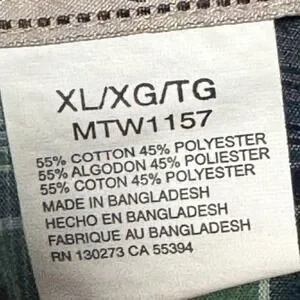 XL/XG/TG
MTW1157
55% COTTON 45% POLYESTER
55% ALGODON 45% POLIESTER
55% COTON 45% POLYESTER
MADE IN BANGLADESH
HECHO EN BANGLADESH
FABRIQUE AU BANGLADESH
RN 130273 CA 55394